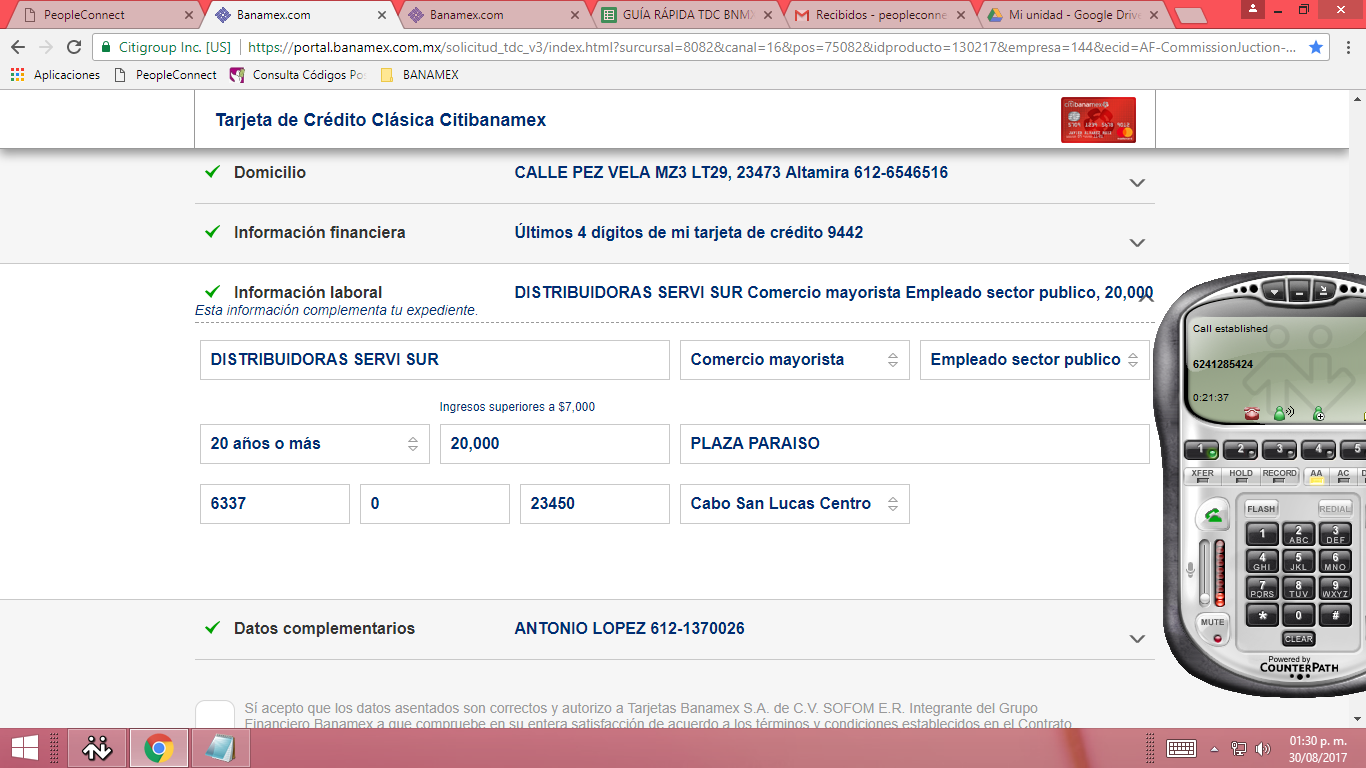 PeopleConnect
Banamex.com
Banamex.com
GUÍA RÁPIDA TDC BNMX
Recibidos - peopleconne
Mi unidad - Google Drive
Citigroup Inc. [US]
https://portal.banamex.com.mx/solicitud_tdc_v3/index.html?surcursal=8082&canal=16&pos=75082&idproducto=130217&empresa=144&ecid=AF-CommissionJuction-...
Aplicaciones
PeopleConnect
Consulta Códigos Po
BANAMEX
Tarjeta de Crédito Clásica Citibanamex
Domicilio
CALLE PEZ VELA MZ3 LT29, 23473 Altamira 612-6546516
Información financiera
Últimos 4 dígitos de mi tarjeta de crédito 9442
Información laboral
DISTRIBUIDORAS SERVI SUR Comercio mayorista Empleado sector publico, 20,000
Esta información complementa tu expediente.
DISTRIBUIDORAS SERVI SUR
Comercio mayorista
Empleado sector publico
Ingresos superiores a $7,000
20 años o más
20,000
PLAZA PARAISO
6337
0
23450
Cabo San Lucas Centro
Datos complementarios
ANTONIO LOPEZ 612-1370026
Sí acepto que los datos asentados son correctos y autorizo a Tarjetas Banamex S.A. de C.V. SOFOM E.R. Integrante del Grupo
Financiero Banamex a que compruebe en su entera satisfacción de acuerdo a los términos y condiciones establecidos en el Contrato
Call established
6241285424
0:21:37
1 2 3 4 5
XFER HOLD RECORD AA AC
FLASH REDIAL
1 2 ABC 3 DEF
4 GHI 5 JKL 6 MNO
7 PORS 8 TUV 9 WXYZ
* 0 #
MUTE
CLEAR
Powered by
COUNTERPATH
01:30 p. m.
30/08/2017